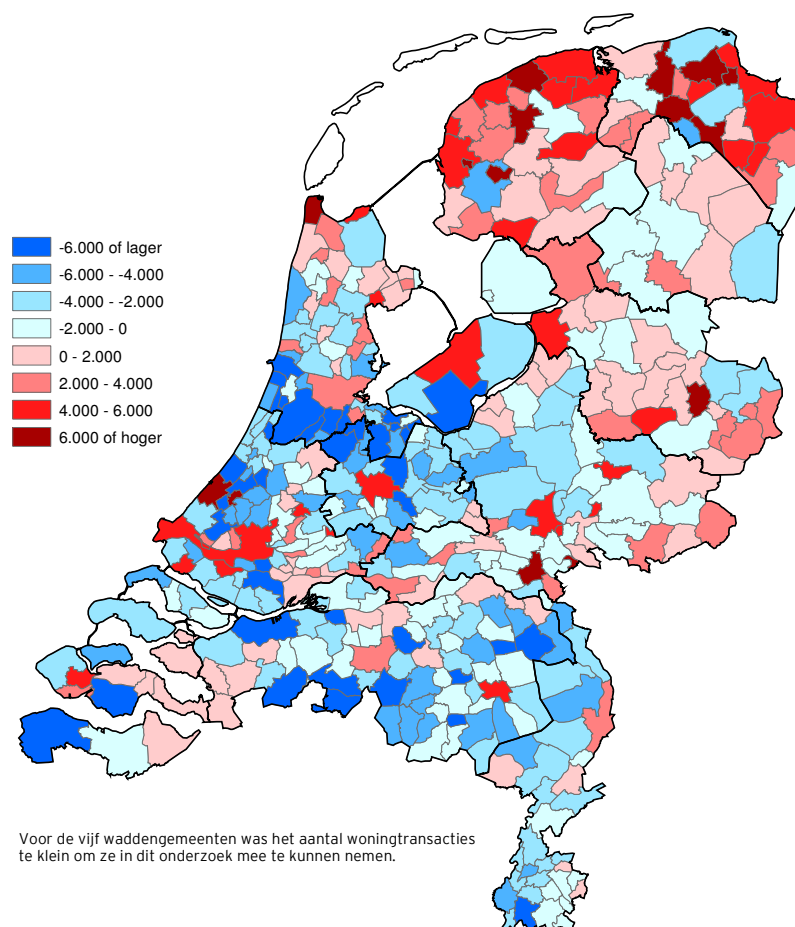 -6.000 of lager
-6.000 - -4.000
-4.000 - -2.000
-2.000 - 0
0 - 2.000
2.000 - 4.000
4.000 - 6.000
6.000 of hoger
Voor de vijf waddengemeenten was het aantal woningtransacties
te klein om ze in dit onderzoek mee te kunnen nemen.